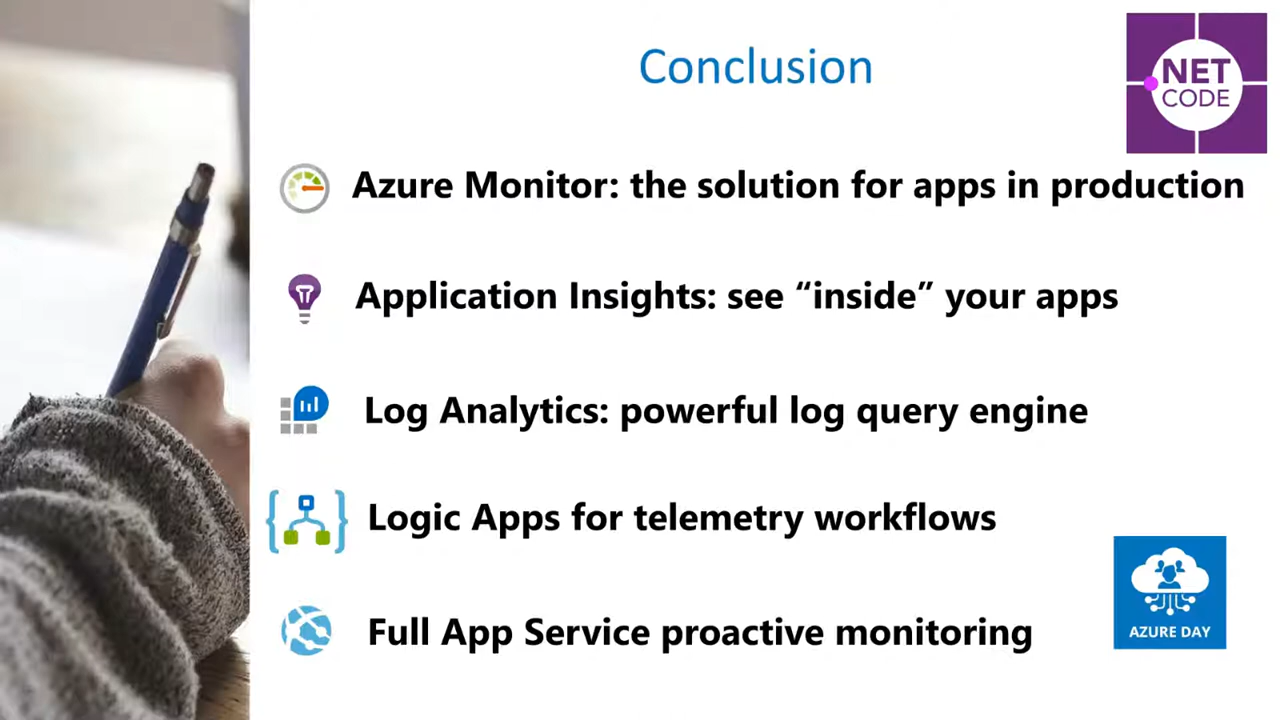 Conclusion
NET
CODE
Azure Monitor: the solution for apps in production
Application Insights: see “inside” your apps
Log Analytics: powerful log query engine
Logic Apps for telemetry workflows
Full App Service proactive monitoring
AZURE DAY